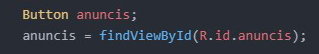 Button anuncis;
anuncis = findViewById(R.id.anuncis);